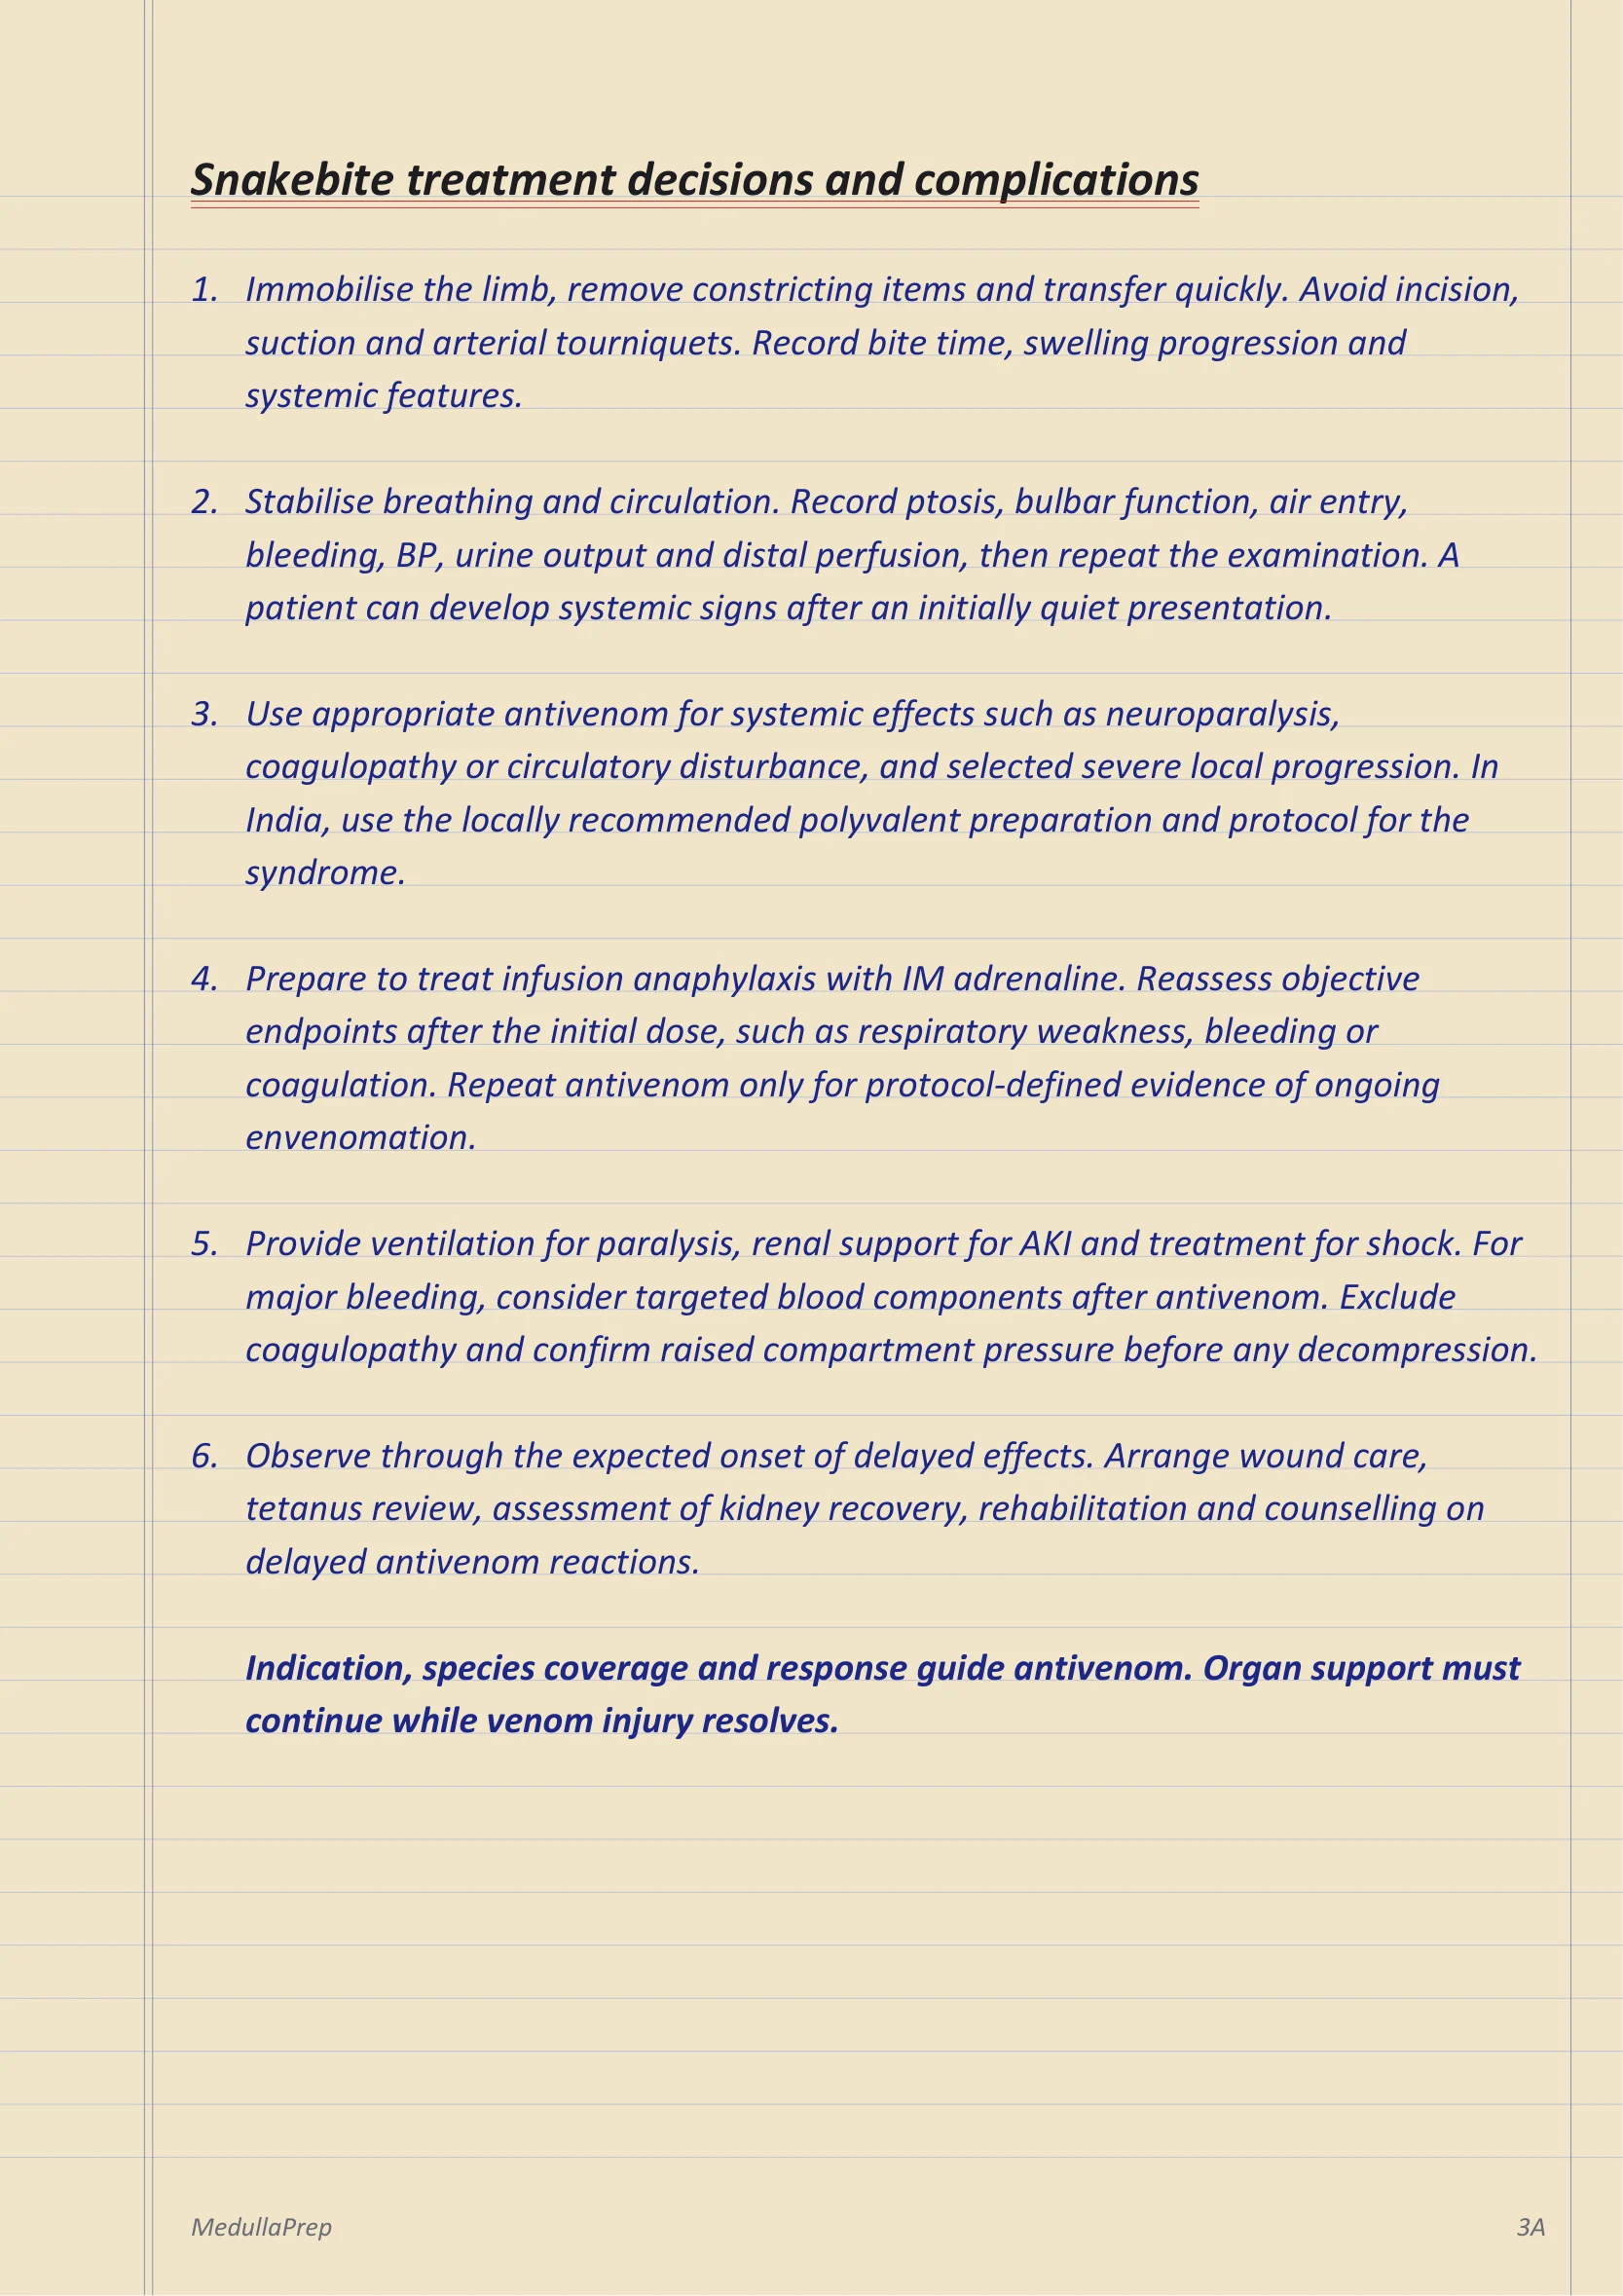 Snakebite treatment decisions and complications
1. Immobilise the limb, remove constricting items and transfer quickly. Avoid incision,
suction and arterial tourniquets. Record bite time, swelling progression and
systemic features.
2. Stabilise breathing and circulation. Record ptosis, bulbar function, air entry,
bleeding, BP, urine output and distal perfusion, then repeat the examination. A
patient can develop systemic signs after an initially quiet presentation.
3. Use appropriate antivenom for systemic effects such as neuroparalysis,
coagulopathy or circulatory disturbance, and selected severe local progression. In
India, use the locally recommended polyvalent preparation and protocol for the
syndrome.
4. Prepare to treat infusion anaphylaxis with IM adrenaline. Reassess objective
endpoints after the initial dose, such as respiratory weakness, bleeding or
coagulation. Repeat antivenom only for protocol-defined evidence of ongoing
envenomation.
5. Provide ventilation for paralysis, renal support for AKI and treatment for shock. For
major bleeding, consider targeted blood components after antivenom. Exclude
coagulopathy and confirm raised compartment pressure before any decompression.
6. Observe through the expected onset of delayed effects. Arrange wound care,
tetanus review, assessment of kidney recovery, rehabilitation and counselling on
delayed antivenom reactions.
Indication, species coverage and response guide antivenom. Organ support must
continue while venom injury resolves.
MedullaPrep
3A